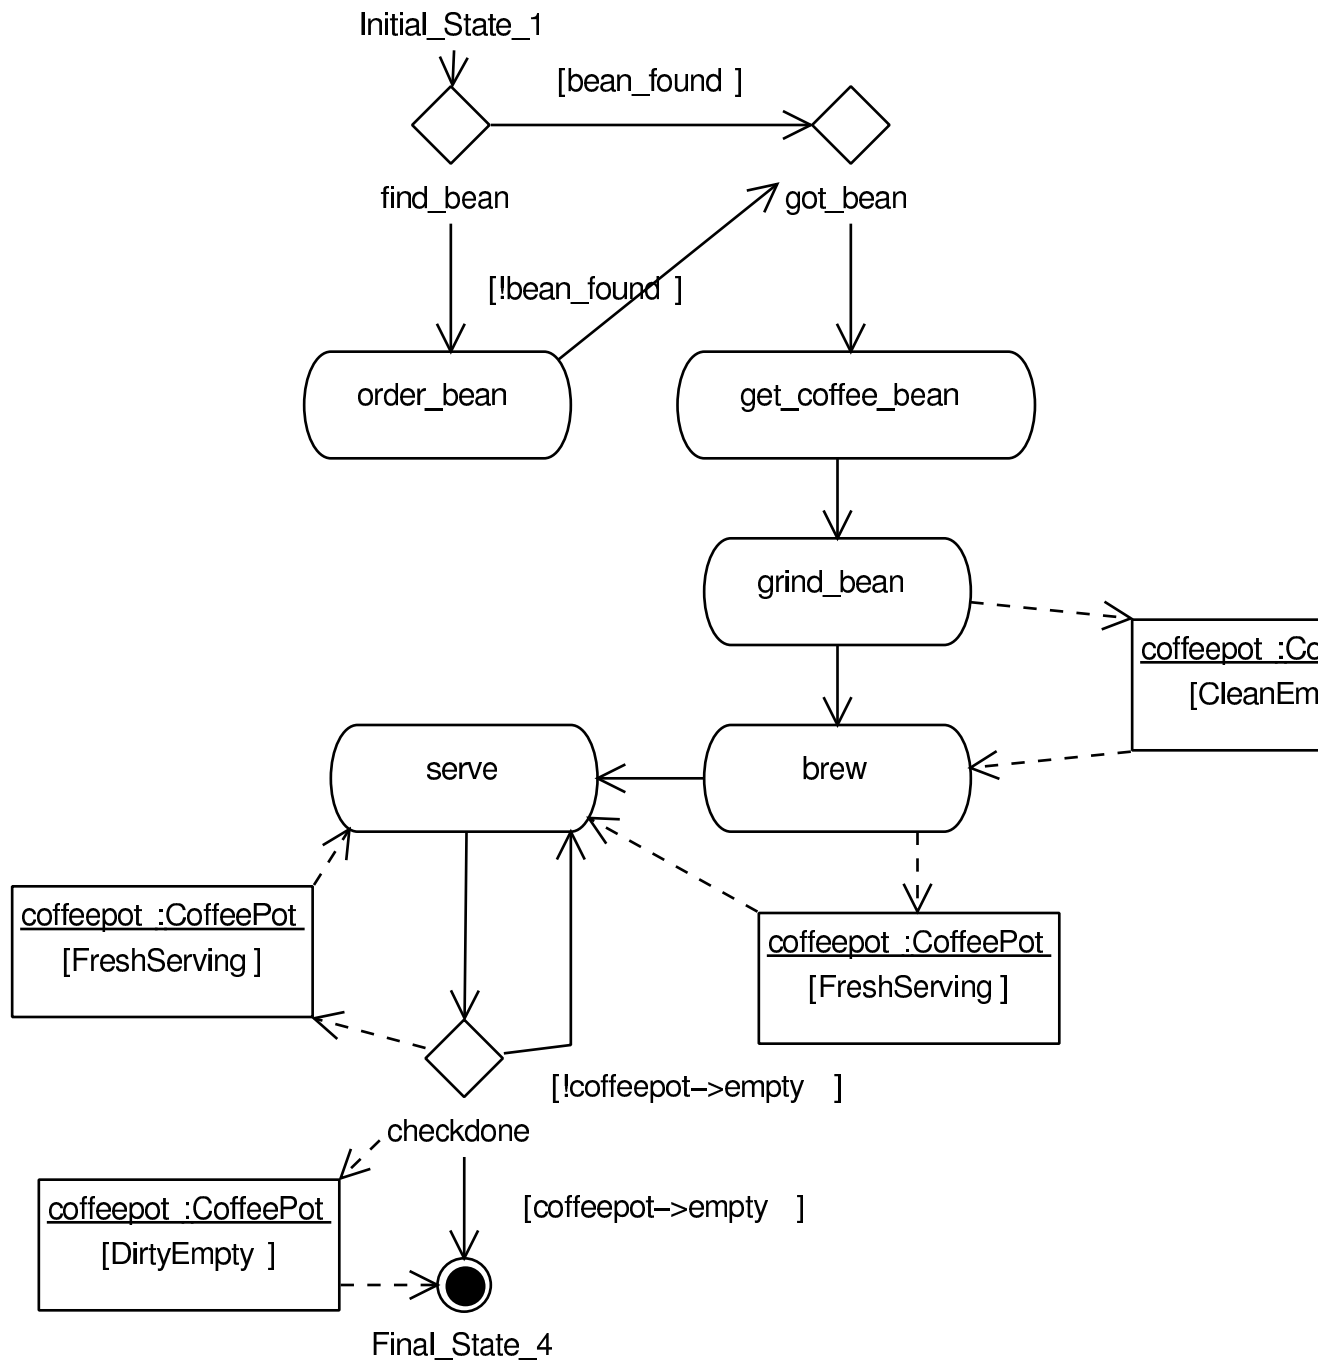 Initial_State_1
[bean_found ]
find_bean
got_bean
[!bean_found ]
order_bean
get_coffee_bean
grind_bean
coffeepot :Co
[CleanEm
serve
brew
coffeepot :CoffeePot
[FreshServing ]
coffeepot :CoffeePot
[FreshServing ]
[!coffeepot->empty ]
checkdone
coffeepot :CoffeePot
[DirtyEmpty ]
[coffeepot->empty ]
Final_State_4